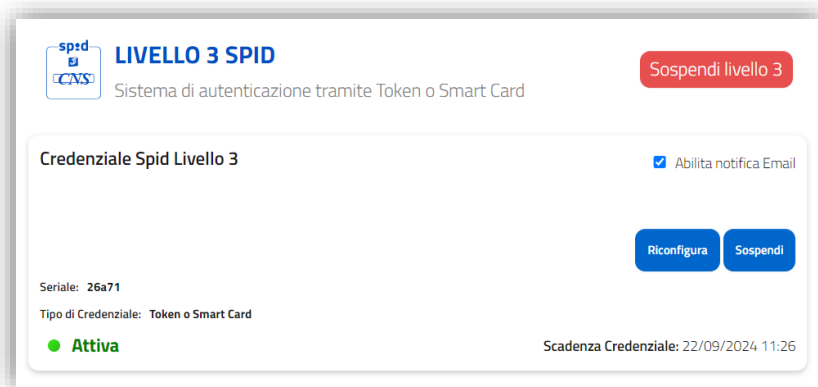 spid
3
CNS
LIVELLO 3 SPID
Sistema di autenticazione tramite Token o Smart Card
Sospendi livello 3
Credenziale Spid Livello 3
Abilita notifica Email
Riconfigura
Sospendi
Seriale: 26a71
Tipo di Credenziale: Token o Smart Card
Attiva
Scadenza Credenziale: 22/09/2024 11:26